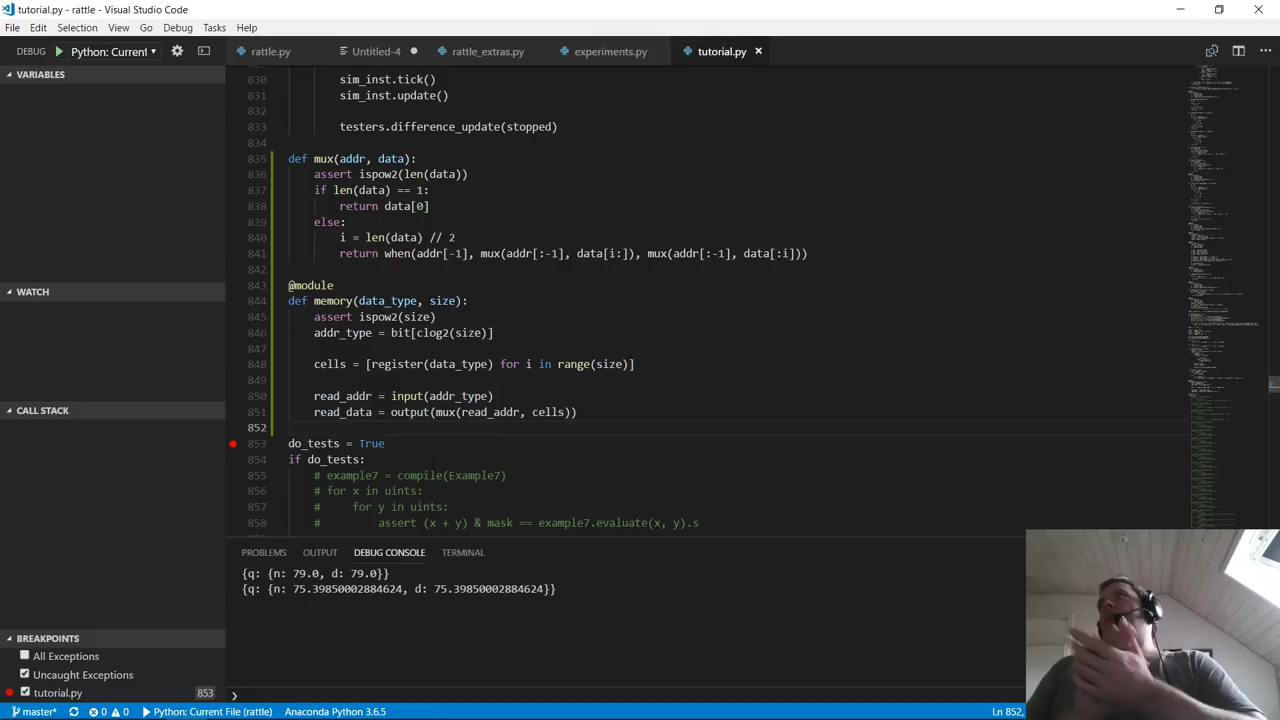 tutorial.py - rattle - Visual Studio Code
File Edit Selection View Go Debug Tasks Help
DEBUG Python: Current
rattle.py Untitled-4 rattle_extras.py experiments.py tutorial.py
VARIABLES
WATCH
CALL STACK
BREAKPOINTS
All Exceptions
Uncaught Exceptions
tutorial.py 853
830 sim_inst.tick()
831 sim_inst.update()
832
833 testers.difference_update(stopped)
834
835 def mux(addr, data):
836 assert ispow2(len(data))
837 if len(data) == 1:
838 return data[0]
839 else:
840 i = len(data) // 2
841 return when(addr[-1], mux(addr[:-1], data[i:]), mux(addr[:-1], data[:i]))
842
843 @module
844 def memory(data_type, size):
845 assert ispow2(size)
846 addr_type = bit[log2(size)]
847
848 cells = [register(data_type) for i in range(size)]
849
850 read_addr = input(addr_type)
851 read_data = output(mux(read_addr, cells))
852
853 do_tests = True
854 if do_tests:
855 # example7 = compile(Example7)
856 # for x in uints:
857 # for y in uints:
858 # assert (x + y) & mask == example7.evaluate(x, y).s
PROBLEMS OUTPUT DEBUG CONSOLE TERMINAL
{q: {n: 79.0, d: 79.0}}
{q: {n: 75.39850002884624, d: 75.39850002884624}}
master* 0 0 Python: Current File (rattle) Anaconda Python 3.6.5 Ln 852,